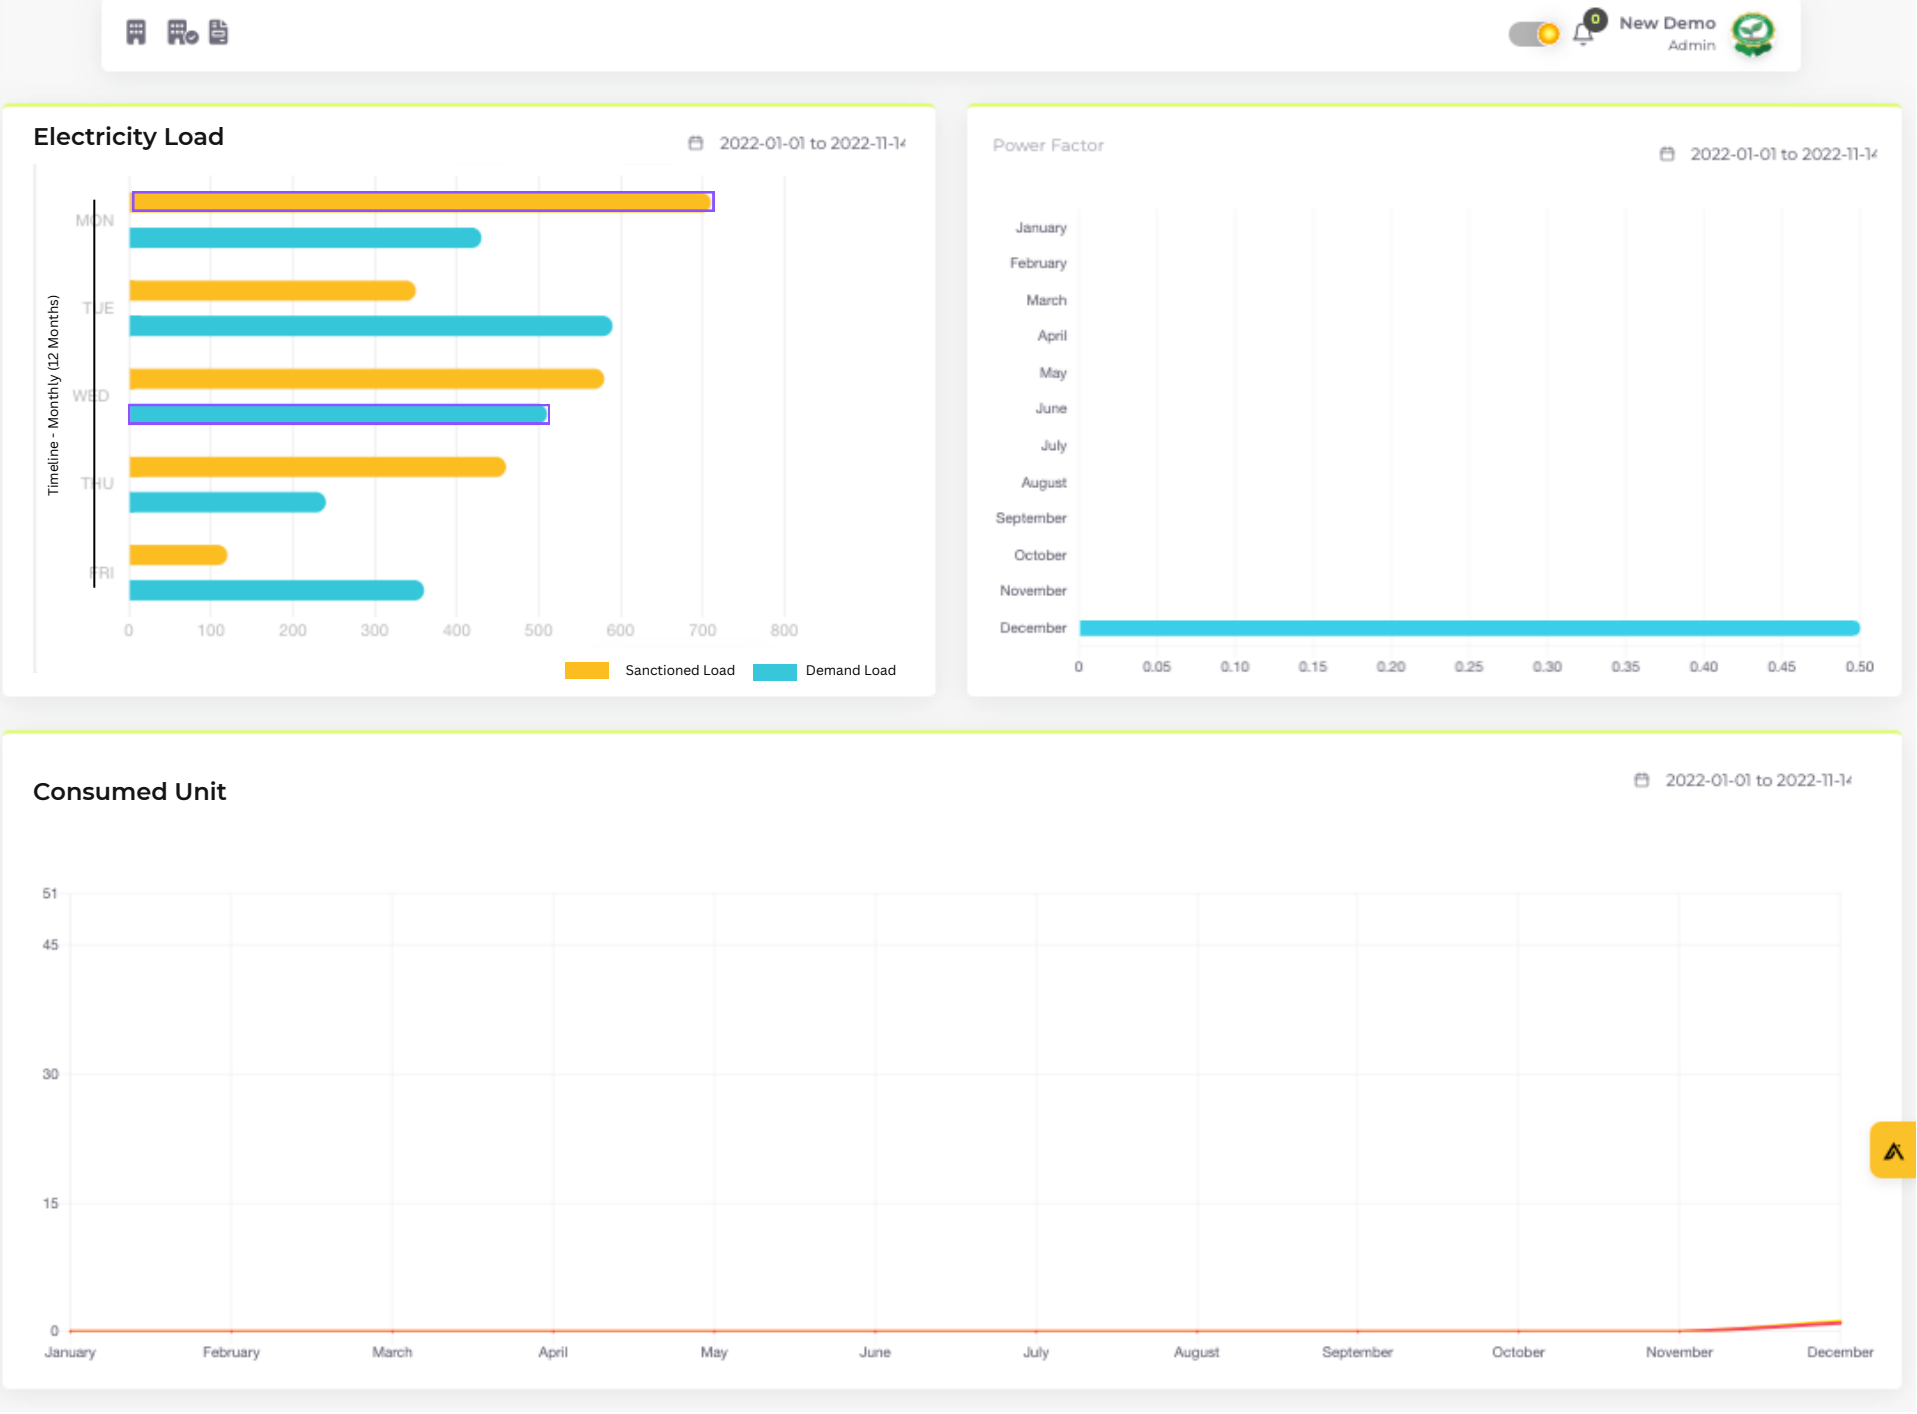 0
New Demo
Admin
Electricity Load
2022-01-01 to 2022-11-14
Timeline - Monthly (12 Months)
MON
TUE
WED
THU
FRI
0 100 200 300 400 500 600 700 800
Sanctioned Load Demand Load
Power Factor
2022-01-01 to 2022-11-14
January
February
March
April
May
June
July
August
September
October
November
December
0 0.05 0.10 0.15 0.20 0.25 0.30 0.35 0.40 0.45 0.50
Consumed Unit
2022-01-01 to 2022-11-14
51
45
30
15
0
January February March April May June July August September October November December